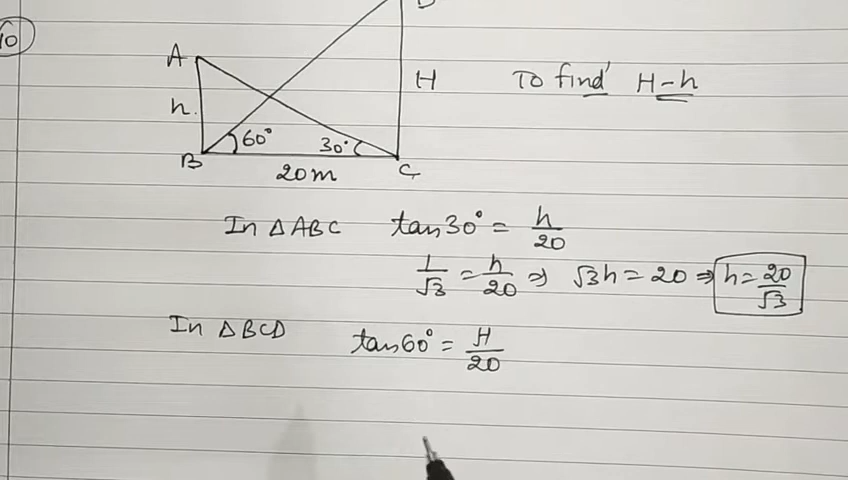 10
D
A
H To find H-h
h.
B 60° 30° C
20m
In △ABC tan30° = h/20
1/√3 = h/20 ⇒ √3h = 20 ⇒ h = 20/√3
In △BCD tan60° = H/20